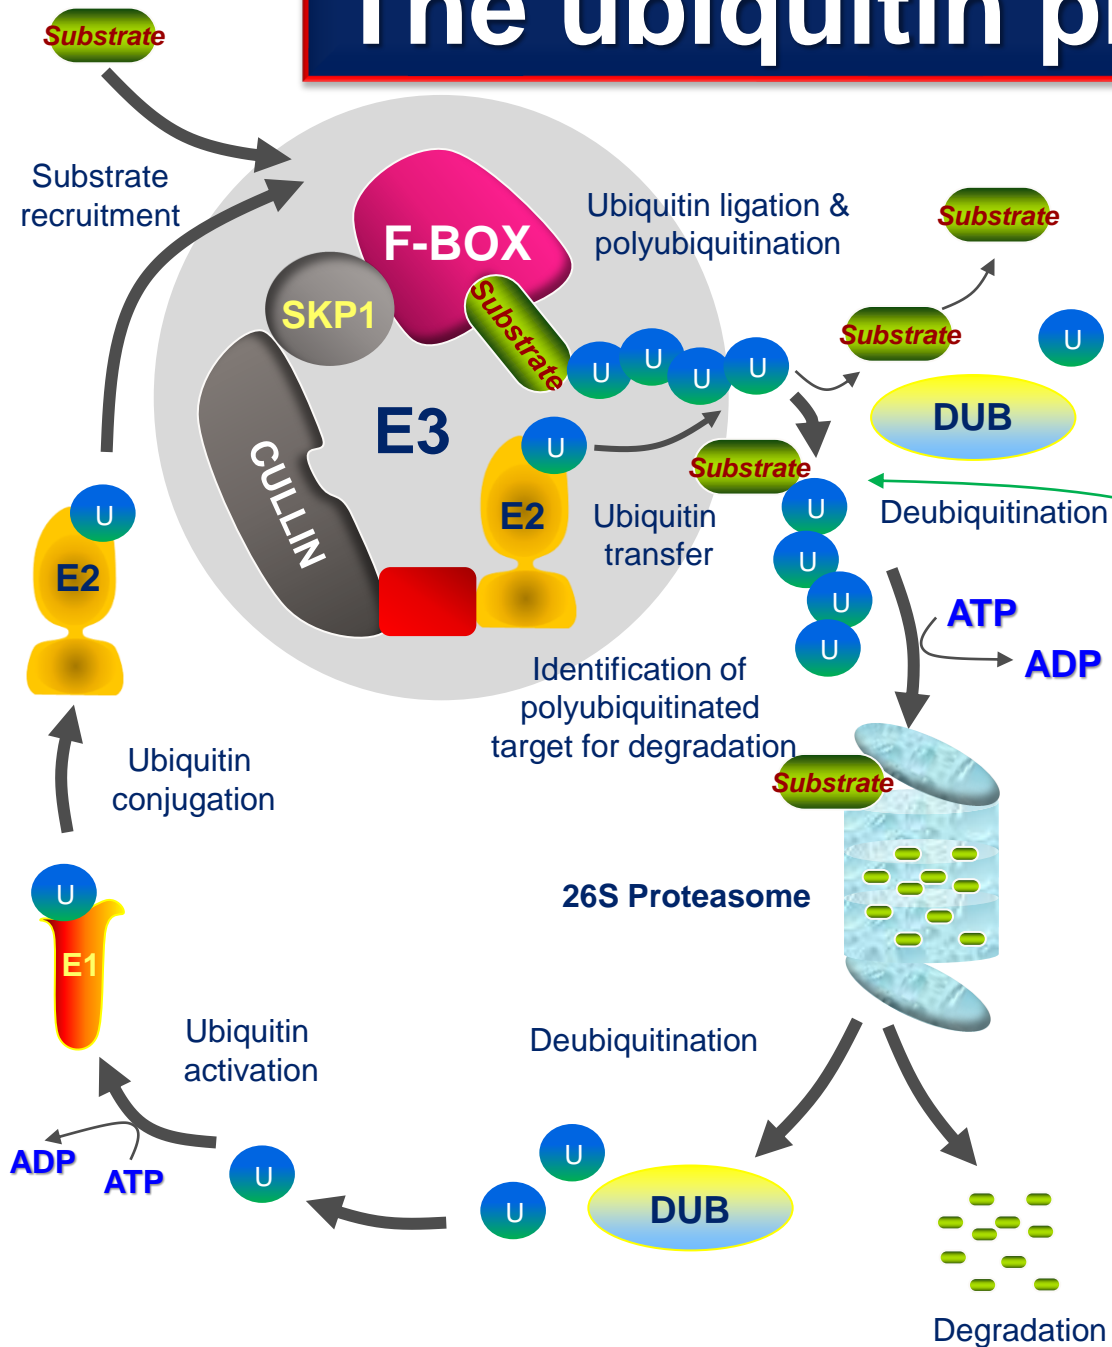 The ubiquitin
Substrate
Substrate
recruitment
F-BOX
SKP1
Substrate
CULLIN
E3
E2
U
Ubiquitin ligation &
polyubiquitination
U
U
U
U
Substrate
Substrate
U
DUB
Deubiquitination
Ubiquitin
transfer
Substrate
U
U
U
U
ATP
ADP
Identification of
polyubiquitinated
target for degradation
Substrate
26S Proteasome
U
E2
Ubiquitin
conjugation
U
E1
Ubiquitin
activation
ADP
ATP
U
Deubiquitination
U
U
DUB
Degradation